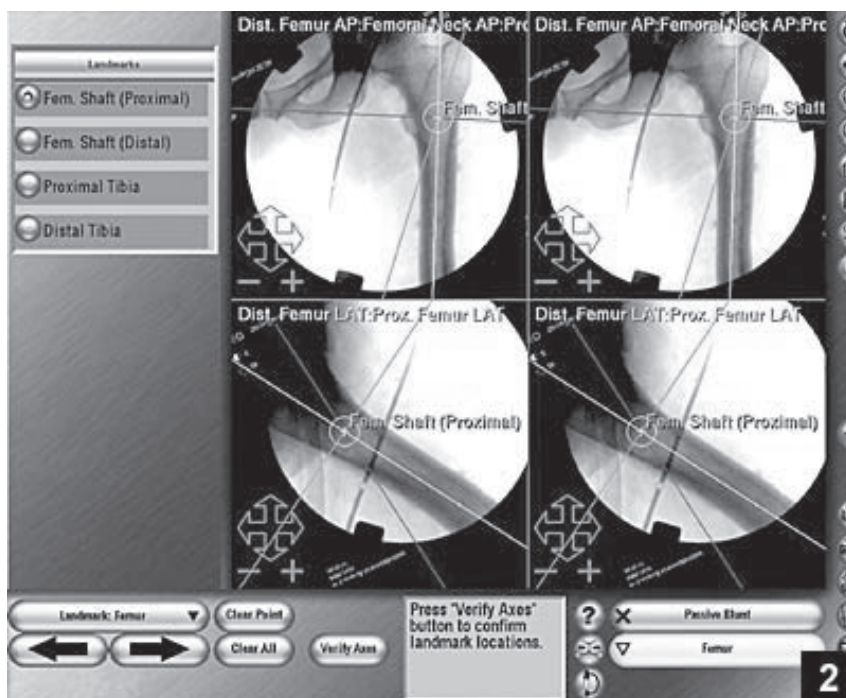 Landmarks
Fem. Shaft (Proximal)
Fem. Shaft (Distal)
Proximal Tibia
Distal Tibia
Dist. Femur AP:Femoral Neck AP:Pro
Fem. Shaft
Dist. Femur AP:Femoral Neck AP:Pro
Fem. Shaft
Dist. Femur LAT:Prox. Femur LAT
Fem. Shaft (Proximal)
Dist. Femur LAT:Prox. Femur LAT
Fem. Shaft (Proximal)
Landmark: Femur
Clear Point
Clear All
Verify Axes
Press "Verify Axes"
button to confirm
landmark locations.
?
Passive Blunt
Femur
2